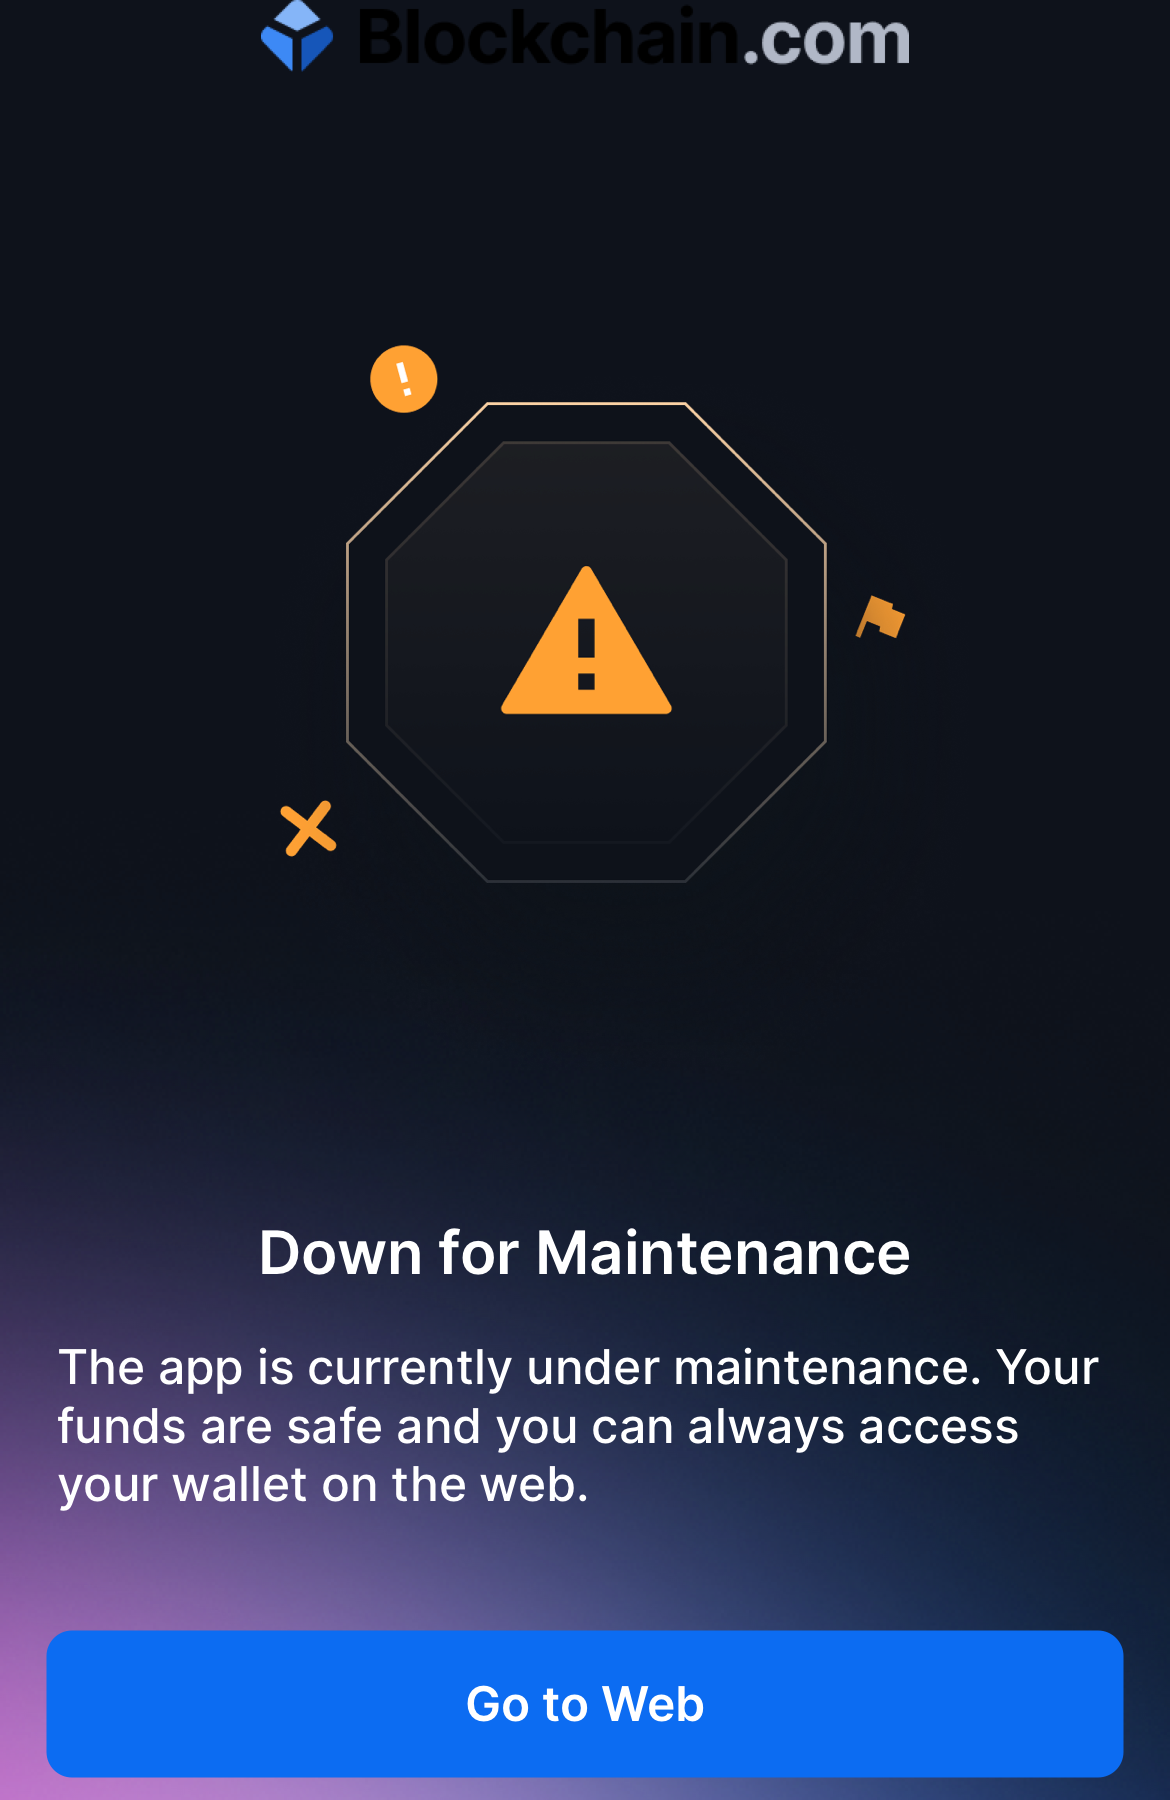 Blockchain.com
Down for Maintenance
The app is currently under maintenance. Your
funds are safe and you can always access
your wallet on the web.
Go to Web